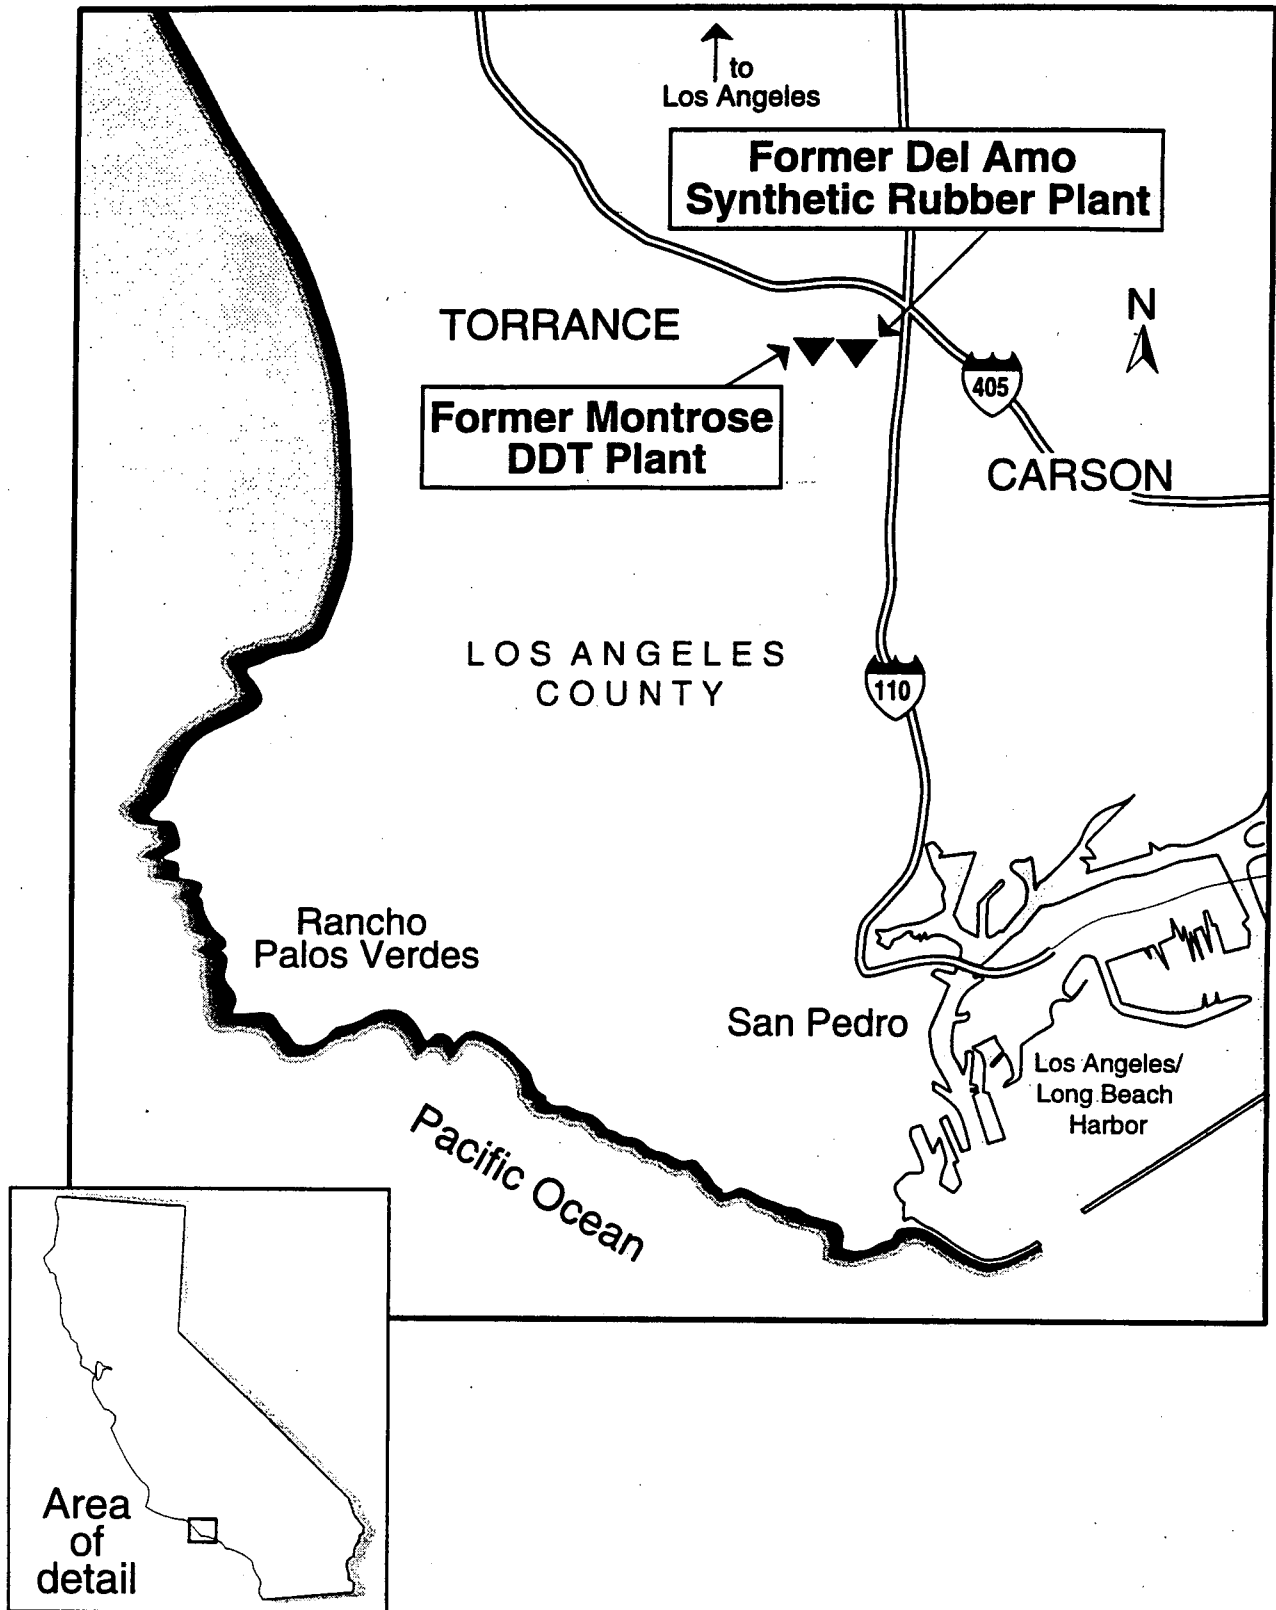 to
Los Angeles
Former Del Amo
Synthetic Rubber Plant
N
TORRANCE
405
Former Montrose
DDT Plant
CARSON
LOS ANGELES
COUNTY
110
Rancho
Palos Verdes
San Pedro
Los Angeles/
Long Beach
Harbor
Pacific Ocean
Area
of
detail